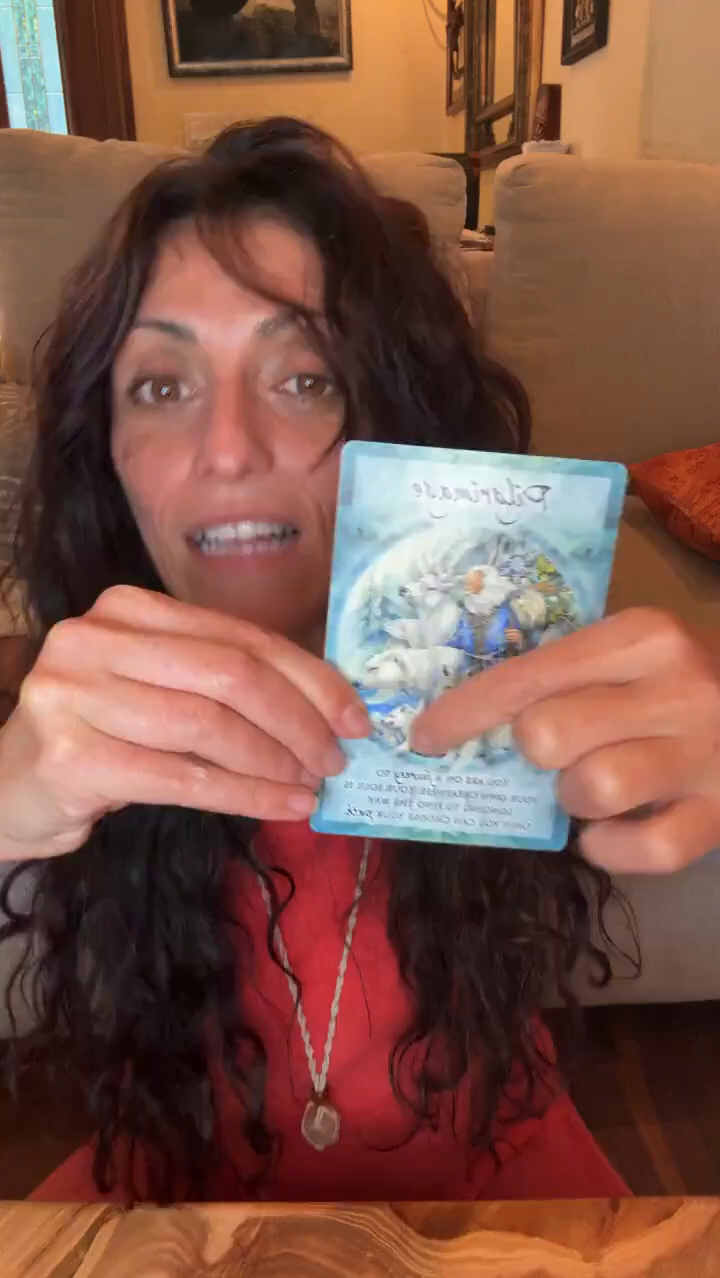 Pilgrimage
YOU ARE ON A journey TO
YOUR OWN GREATNESS. YOUR SOUL IS
LONGING TO FIND THE WAY.
ONLY YOU CAN CHOOSE YOUR path.